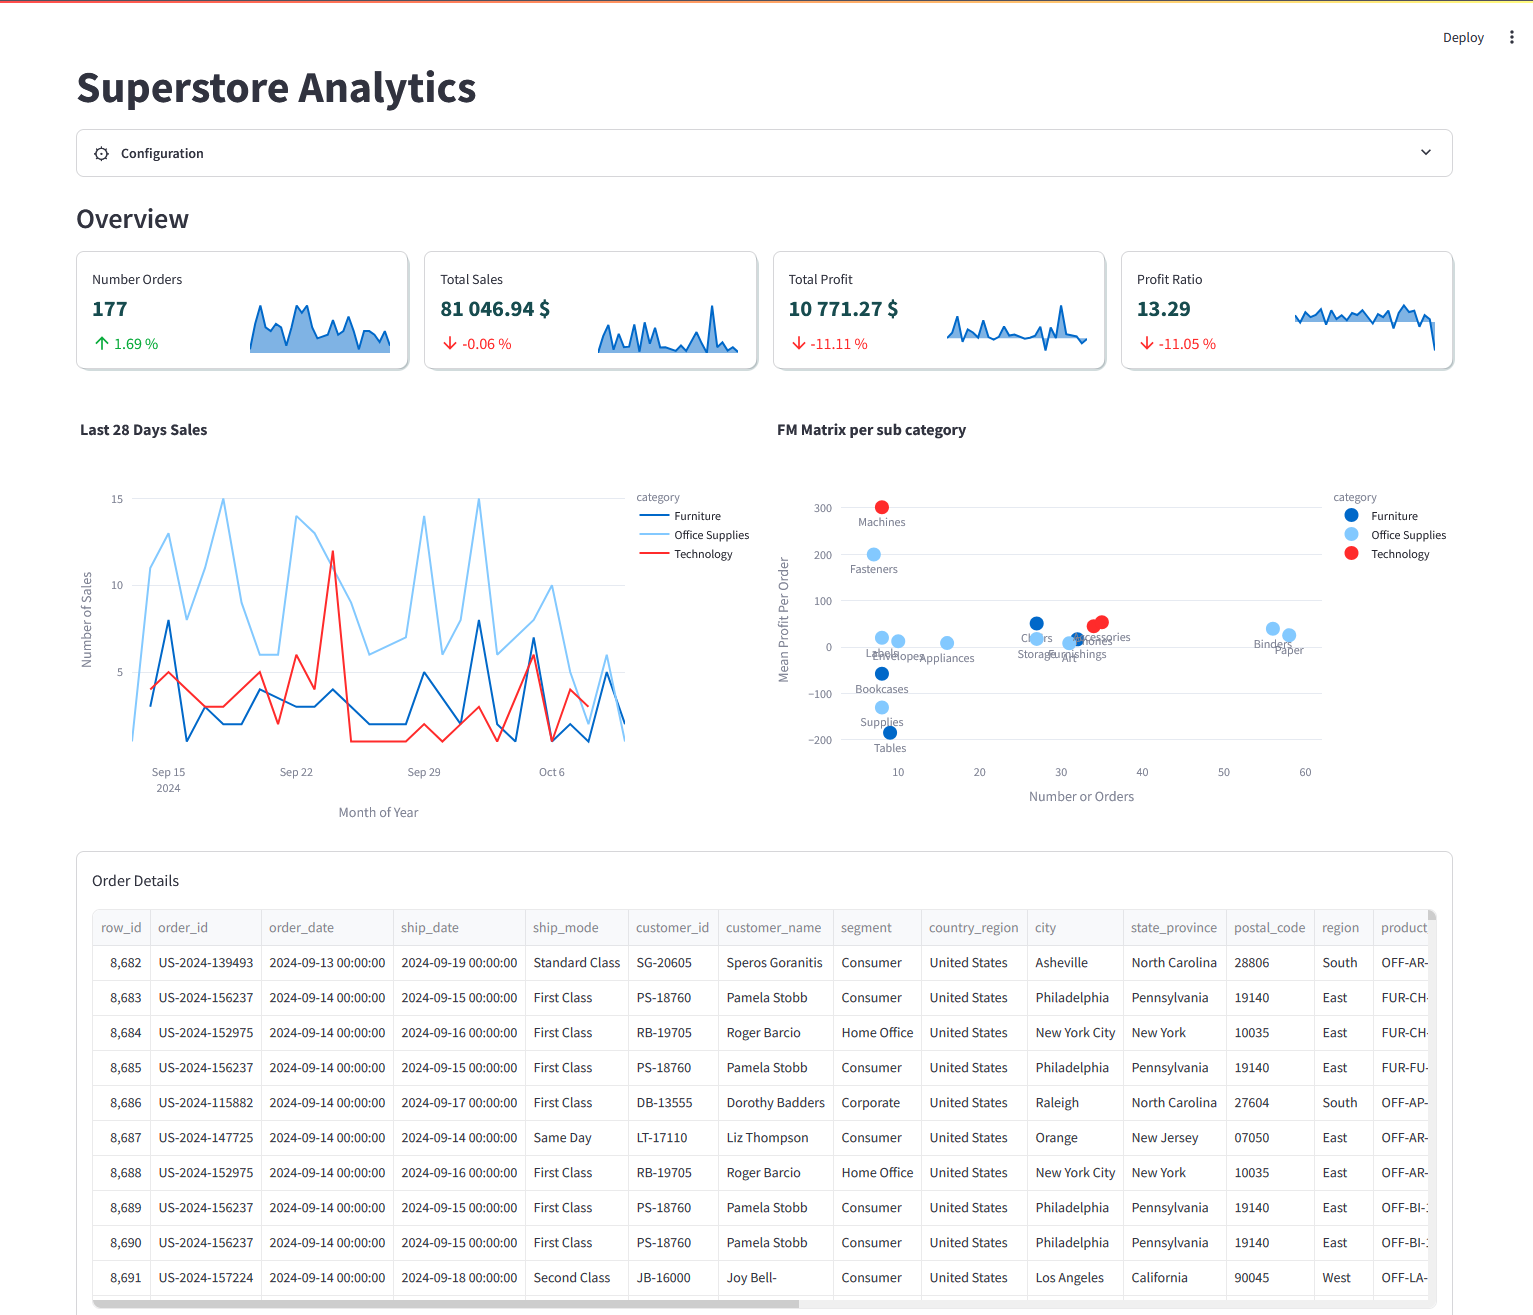 Deploy
Superstore Analytics
Configuration
Overview
Number Orders
177
1.69 %
Total Sales
81 046.94 $
-0.06 %
Total Profit
10 771.27 $
-11.11 %
Profit Ratio
13.29
-11.05 %
Last 28 Days Sales
15
10
5
Number of Sales
Sep 15
2024
Sep 22
Sep 29
Oct 6
Month of Year
category
Furniture
Office Supplies
Technology
FM Matrix per sub category
300
200
100
0
−100
−200
Mean Profit Per Order
Machines
Fasteners
Labels
Envelopes
Appliances
Storage
Furnishings
Art
Accessories
Binders
Paper
Bookcases
Supplies
Tables
10
20
30
40
50
60
Number or Orders
category
Furniture
Office Supplies
Technology
Order Details
row_id order_id order_date ship_date ship_mode customer_id customer_name segment country_region city state_province postal_code region product
8,682 US-2024-139493 2024-09-13 00:00:00 2024-09-19 00:00:00 Standard Class SG-20605 Speros Goranitis Consumer United States Asheville North Carolina 28806 South OFF-AR-
8,683 US-2024-156237 2024-09-14 00:00:00 2024-09-15 00:00:00 First Class PS-18760 Pamela Stobb Consumer United States Philadelphia Pennsylvania 19140 East FUR-CH-
8,684 US-2024-152975 2024-09-14 00:00:00 2024-09-16 00:00:00 First Class RB-19705 Roger Barcio Home Office United States New York City New York 10035 East FUR-CH-
8,685 US-2024-156237 2024-09-14 00:00:00 2024-09-15 00:00:00 First Class PS-18760 Pamela Stobb Consumer United States Philadelphia Pennsylvania 19140 East FUR-FU-
8,686 US-2024-115882 2024-09-14 00:00:00 2024-09-17 00:00:00 First Class DB-13555 Dorothy Badders Corporate United States Raleigh North Carolina 27604 South OFF-AP-
8,687 US-2024-147725 2024-09-14 00:00:00 2024-09-14 00:00:00 Same Day LT-17110 Liz Thompson Consumer United States Orange New Jersey 07050 East OFF-AR-
8,688 US-2024-152975 2024-09-14 00:00:00 2024-09-16 00:00:00 First Class RB-19705 Roger Barcio Home Office United States New York City New York 10035 East OFF-AR-
8,689 US-2024-156237 2024-09-14 00:00:00 2024-09-15 00:00:00 First Class PS-18760 Pamela Stobb Consumer United States Philadelphia Pennsylvania 19140 East OFF-BI-
8,690 US-2024-156237 2024-09-14 00:00:00 2024-09-15 00:00:00 First Class PS-18760 Pamela Stobb Consumer United States Philadelphia Pennsylvania 19140 East OFF-BI-
8,691 US-2024-157224 2024-09-14 00:00:00 2024-09-18 00:00:00 Second Class JB-16000 Joy Bell- Consumer United States Los Angeles California 90045 West OFF-LA-